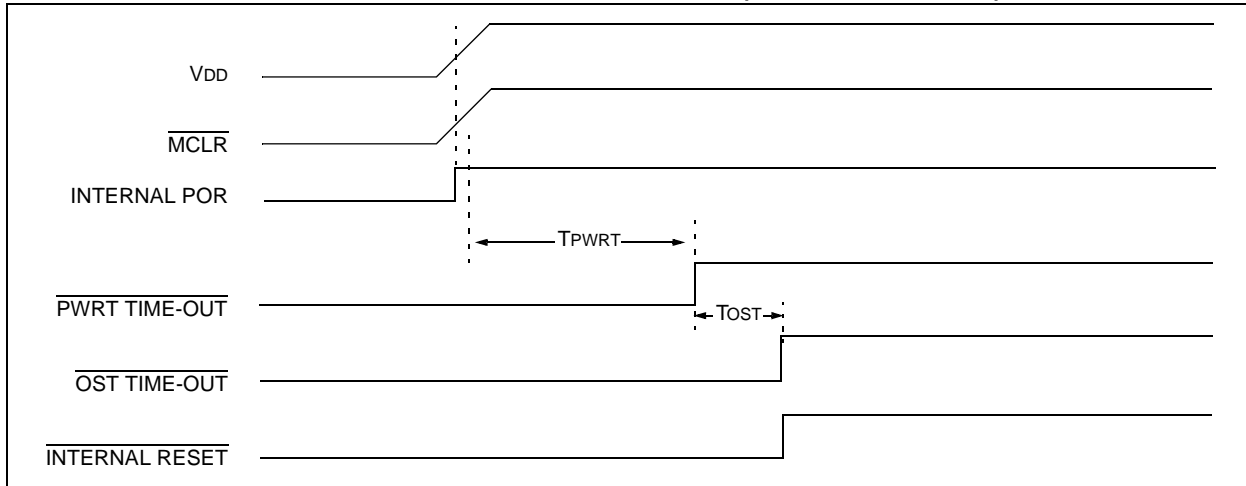 VDD
MCLR
INTERNAL POR
TPWRT
PWRT TIME-OUT
TOST
OST TIME-OUT
INTERNAL RESET